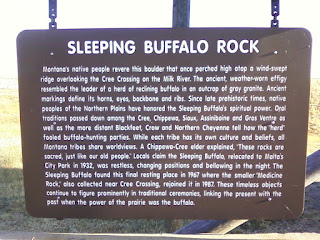 SLEEPING BUFFALO ROCK
Montana's native people revere this boulder that once perched high atop a wind-swept
ridge overlooking the Cree Crossing on the Milk River. The ancient, weather-worn effigy
resembled the leader of a herd of reclining buffalo in an outcrop of gray granite. Ancient
markings define its horns, eyes, backbone and ribs. Since late prehistoric times, native
peoples of the Northern Plains have honored the Sleeping Buffalo's spiritual power. Oral
traditions passed down among the Cree, Chippewa, Sioux, Assiniboine and Gros Ventre as
well as the more distant Blackfeet, Crow and Northern Cheyenne tell how the "herd"
fooled buffalo-hunting parties. While each tribe has its own culture and beliefs, all
Montana tribes share worldviews. A Chippewa-Cree elder explained, "These rocks are
sacred, just like our old people." Locals claim the Sleeping Buffalo, relocated to Malta's
City Park in 1932, was restless, changing positions and bellowing in the night. The
Sleeping Buffalo found this final resting place in 1967 where the smaller "Medicine
Rock," also collected near Cree Crossing, rejoined it in 1987. These timeless objects
continue to figure prominently in traditional ceremonies, linking the present with the
past when the power of the prairie was the buffalo.